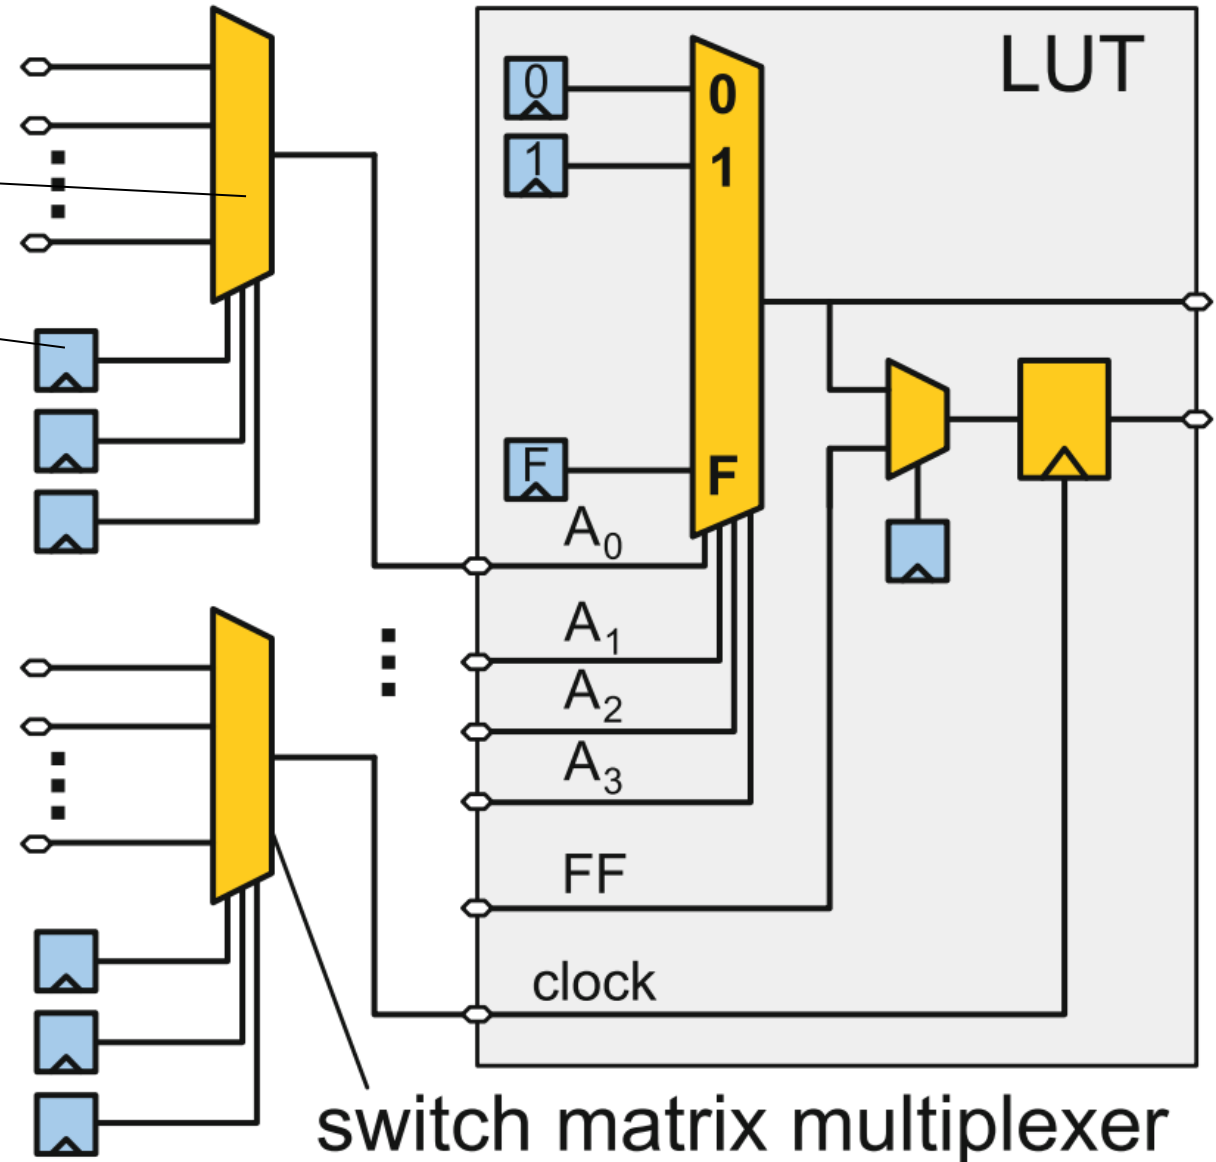 LUT
0
0
1
1
F
F
A0
A1
A2
A3
FF
clock
switch matrix multiplexer